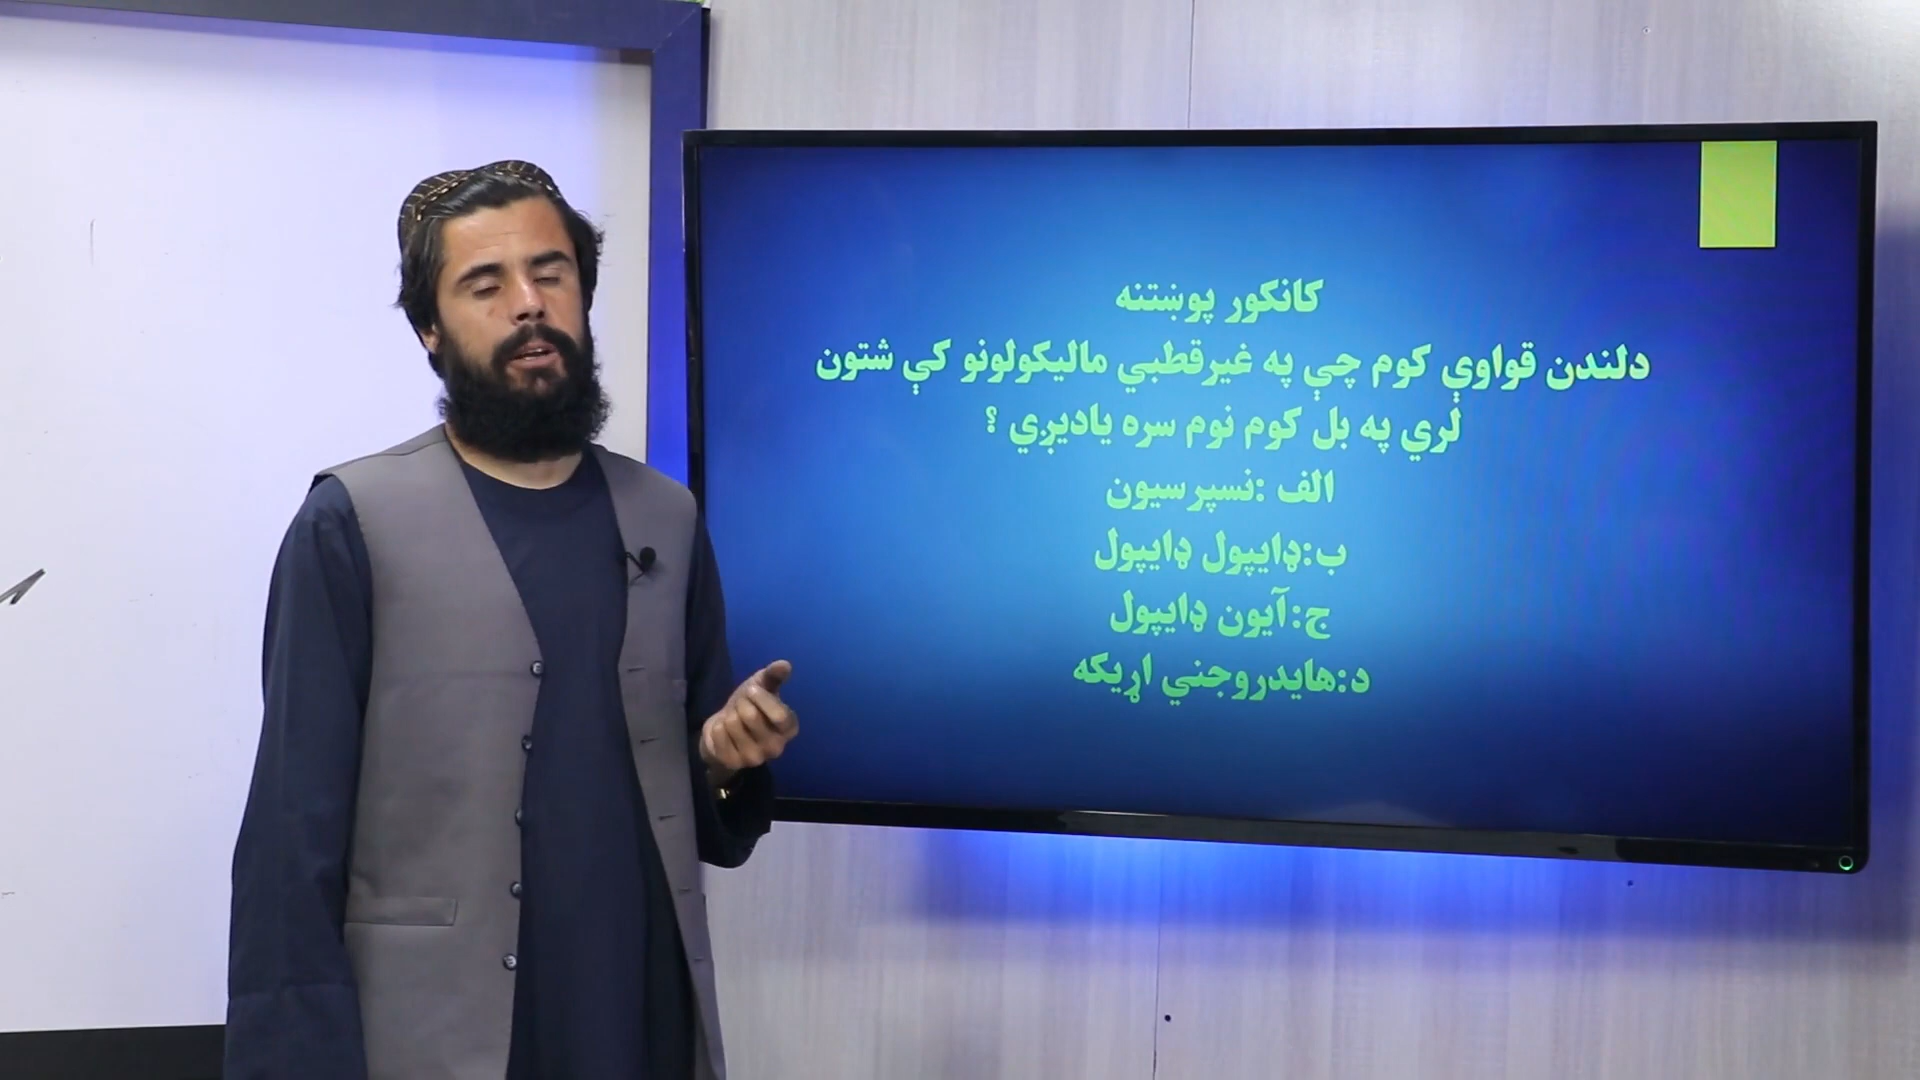 کانکور پوښتنه
دلندن قواوې کوم چې په غیرقطبي مالیکولونو کې شتون
لري په بل کوم نوم سره یادیږي ؟
الف :نسپرسیون
ب:ډایپول ډایپول
ج:آیون ډایپول
د:هایدروجني اړیکه